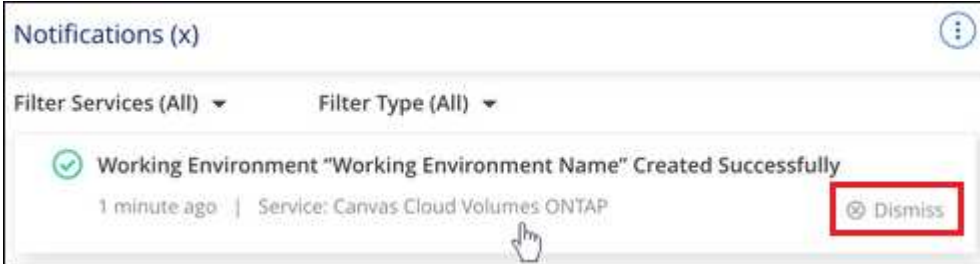 Notifications (x)
Filter Services (All) Filter Type (All)
Working Environment “Working Environment Name” Created Successfully
1 minute ago | Service: Canvas Cloud Volumes ONTAP Dismiss